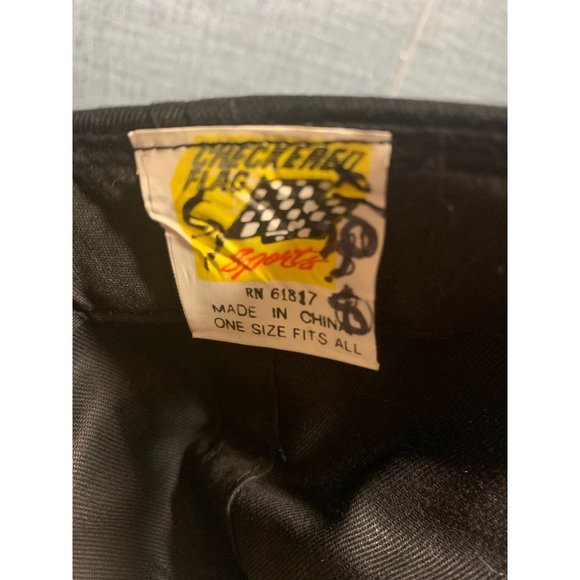 CHECKERED
FLAG
Sports
RN 61817
MADE IN CHINA
ONE SIZE FITS ALL